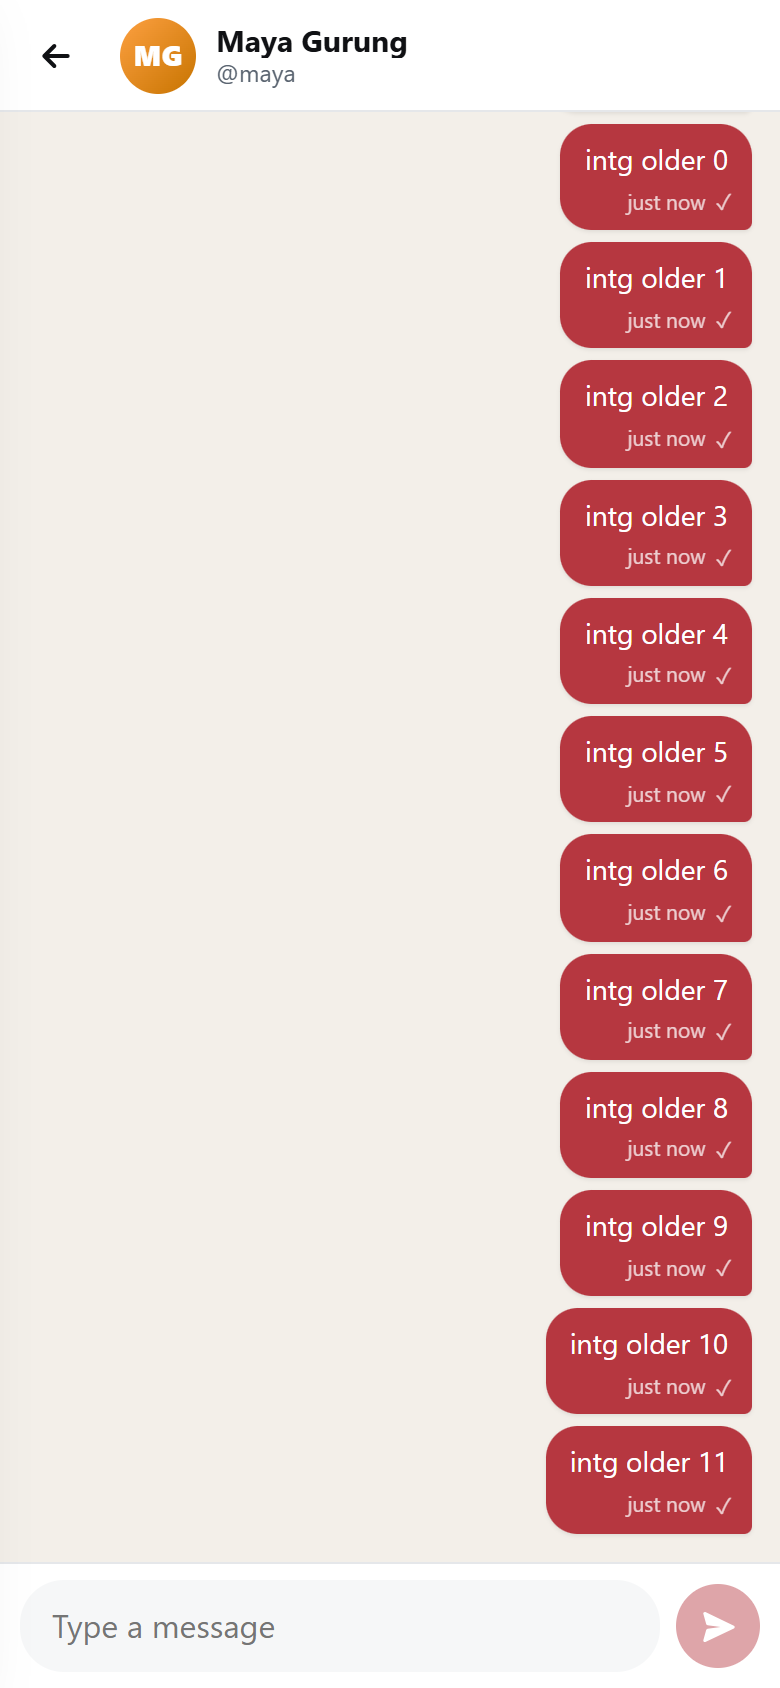 MG
Maya Gurung
@maya
intg older 0
just now ✓
intg older 1
just now ✓
intg older 2
just now ✓
intg older 3
just now ✓
intg older 4
just now ✓
intg older 5
just now ✓
intg older 6
just now ✓
intg older 7
just now ✓
intg older 8
just now ✓
intg older 9
just now ✓
intg older 10
just now ✓
intg older 11
just now ✓
Type a message